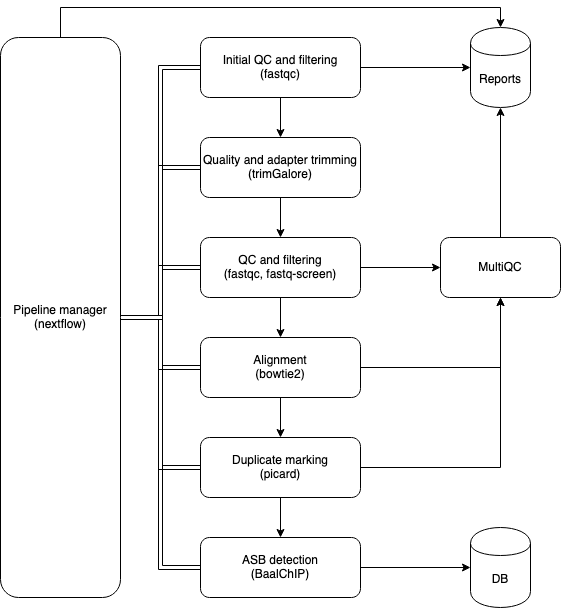 Initial QC and filtering
(fastqc)
Reports
Quality and adapter trimming
(trimGalore)
QC and filtering
(fastqc, fastq-screen)
MultiQC
Pipeline manager
(nextflow)
Alignment
(bowtie2)
Duplicate marking
(picard)
ASB detection
(BaalChIP)
DB